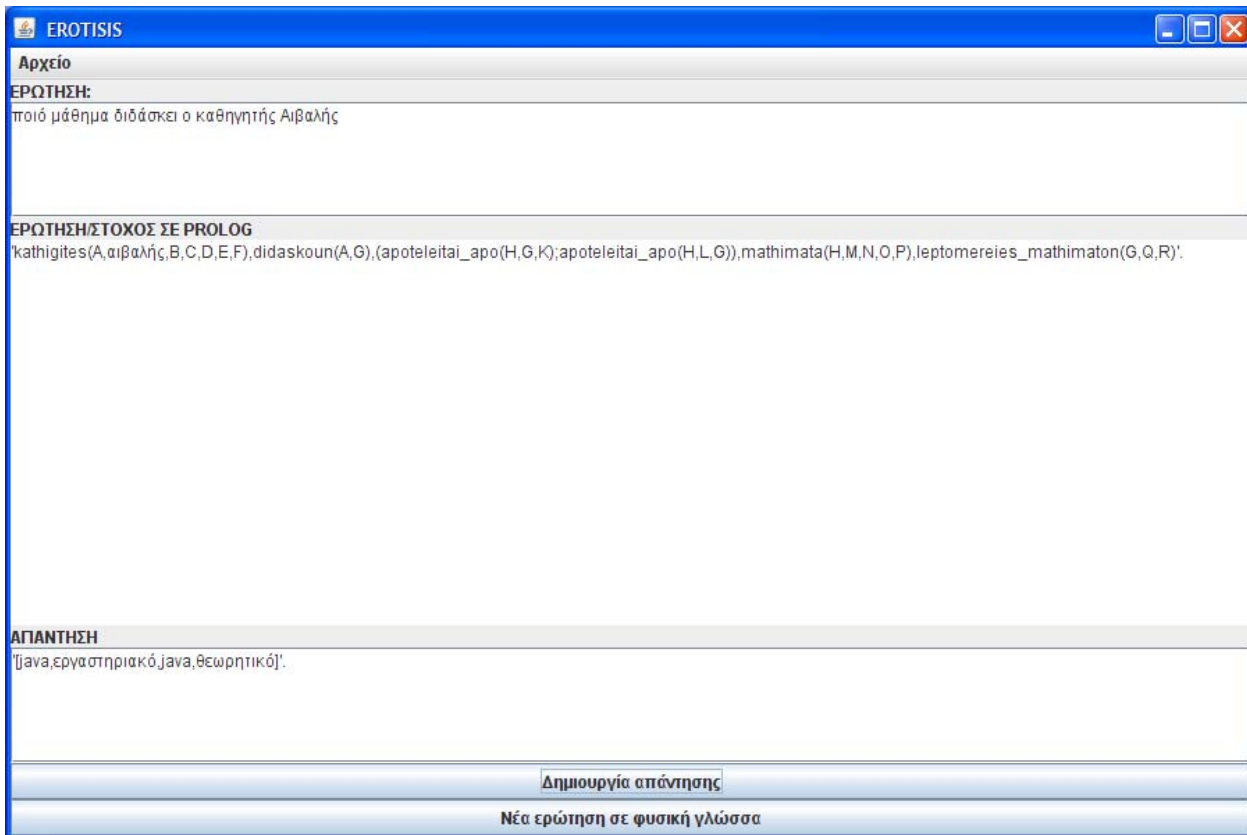 EROTISIS
Αρχείο
ΕΡΩΤΗΣΗ:
ποιό μάθημα διδάσκει ο καθηγητής Αιβαλής
ΕΡΩΤΗΣΗ/ΣΤΟΧΟΣ ΣΕ PROLOG
'kathigites(A,αιβαλής,B,C,D,E,F),didaskoun(A,G),(apoteleitai_apo(H,G,K);apoteleitai_apo(H,L,G)),mathimata(H,M,N,O,P),leptomereies_mathimaton(G,Q,R)'.
ΑΠΑΝΤΗΣΗ
'[java,εργαστηριακό,java,θεωρητικό]'.
Δημιουργία απάντησης
Νέα ερώτηση σε φυσική γλώσσα